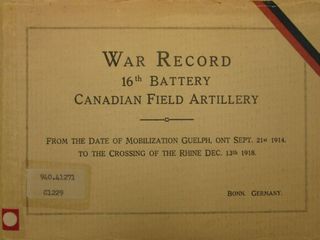 WAR RECORD
16th BATTERY
CANADIAN FIELD ARTILLERY
FROM THE DATE OF MOBILIZATION GUELPH, ONT SEPT. 21st 1914.
TO THE CROSSING OF THE RHINE DEC. 13th 1918.
940.41271
G1229
BONN. GERMANY.